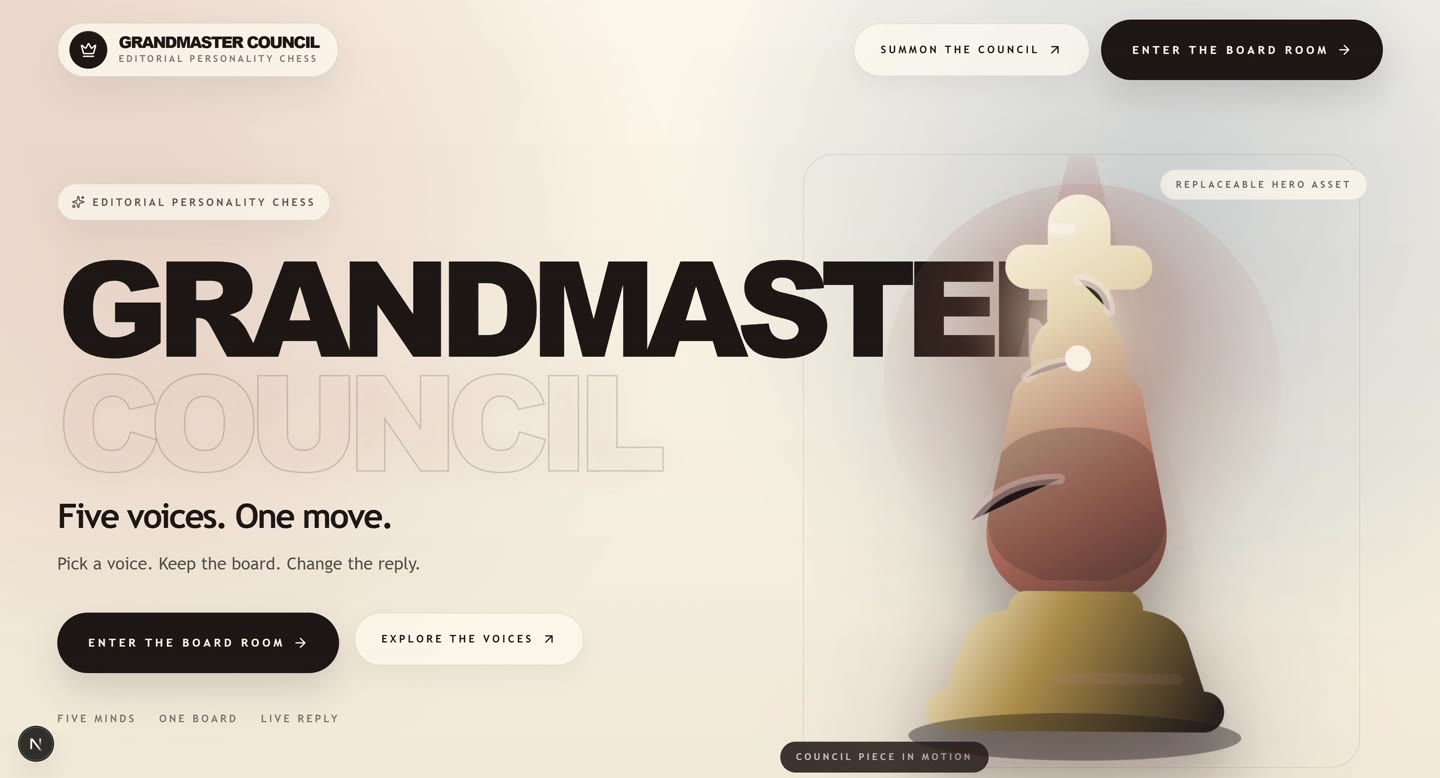 GRANDMASTER COUNCIL
EDITORIAL PERSONALITY CHESS
SUMMON THE COUNCIL
ENTER THE BOARD ROOM
REPLACEABLE HERO ASSET
EDITORIAL PERSONALITY CHESS
GRANDMASTER
COUNCIL
Five voices. One move.
Pick a voice. Keep the board. Change the reply.
ENTER THE BOARD ROOM
EXPLORE THE VOICES
FIVE MINDS ONE BOARD LIVE REPLY
N
COUNCIL PIECE IN MOTION